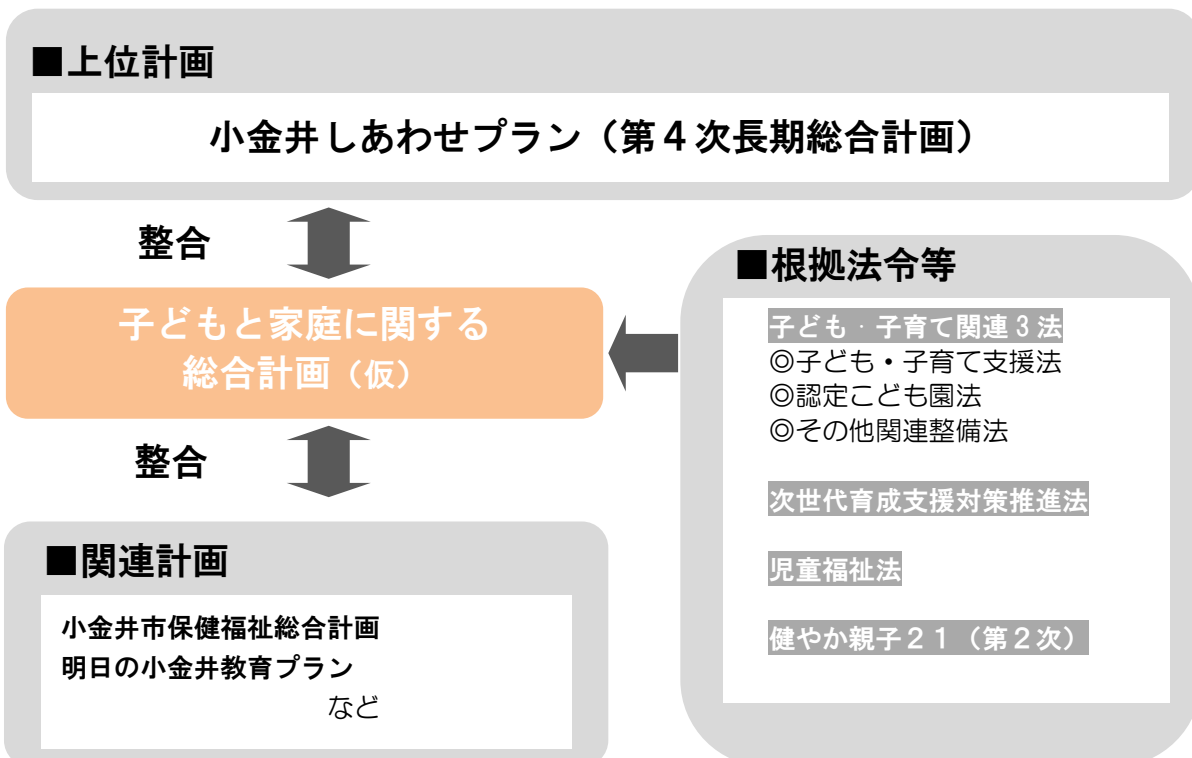 ■上位計画
小金井しあわせプラン（第４次長期総合計画）
整合
子どもと家庭に関する
総合計画（仮）
整合
■関連計画
小金井市保健福祉総合計画
明日の小金井教育プラン
など
■根拠法令等
子ども・子育て関連３法
◎子ども・子育て支援法
◎認定こども園法
◎その他関連整備法
次世代育成支援対策推進法
児童福祉法
健やか親子２１（第２次）